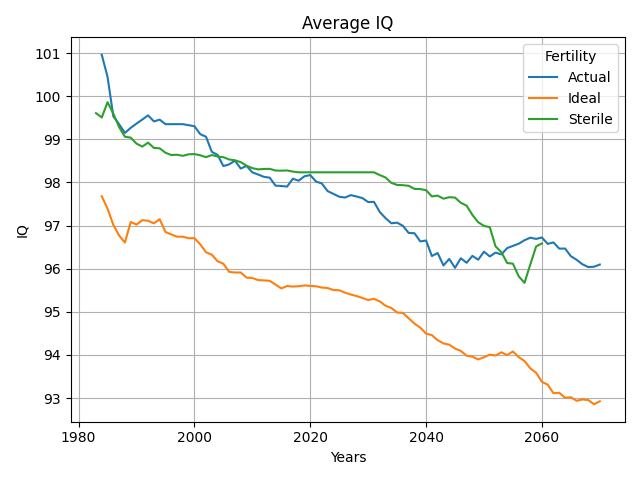 Average IQ
101
100
99
98
97
96
95
94
93
IQ
Fertility
Actual
Ideal
Sterile
1980 2000 2020 2040 2060
Years